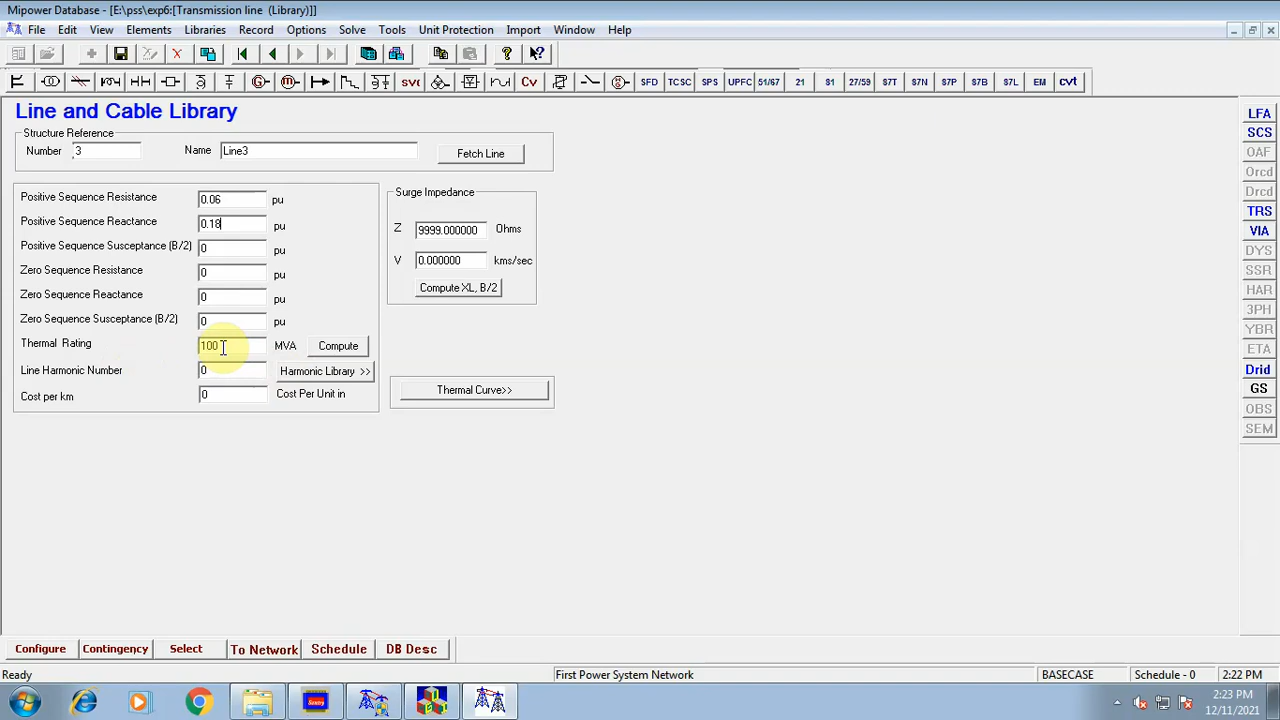 Mipower Database - [E:\pss\exp6:[Transmission line (Library)]]
File Edit View Elements Libraries Record Options Solve Tools Unit Protection Import Window Help
SVC Cv SFD TCSC SPS UPFC 51/67 21 81 27/59 87T 87N 87P 87B 87L EM cvt
Line and Cable Library
Structure Reference
Number 3 Name Line3 Fetch Line
Positive Sequence Resistance 0.06 pu
Positive Sequence Reactance 0.18 pu
Positive Sequence Susceptance (B/2) 0
Zero Sequence Resistance 0 pu
Zero Sequence Reactance 0 pu
Zero Sequence Susceptance (B/2) 0 pu
Thermal Rating 100 MVA Compute
Line Harmonic Number 0 Harmonic Library >>
Cost per km 0 Cost Per Unit in
Surge Impedance
Z 9999.000000 Ohms
V 0.000000 kms/sec
Compute XL, B/2
Thermal Curve>>
LFA
SCS
OAF
Orcd
Drcd
TRS
VIA
DYS
SSR
HAR
3PH
YBR
ETA
Drid
GS
OBS
SEM
Configure Contingency Select To Network Schedule DB Desc
Ready First Power System Network BASECASE Schedule - 0 2:22 PM
2:23 PM
12/11/2021